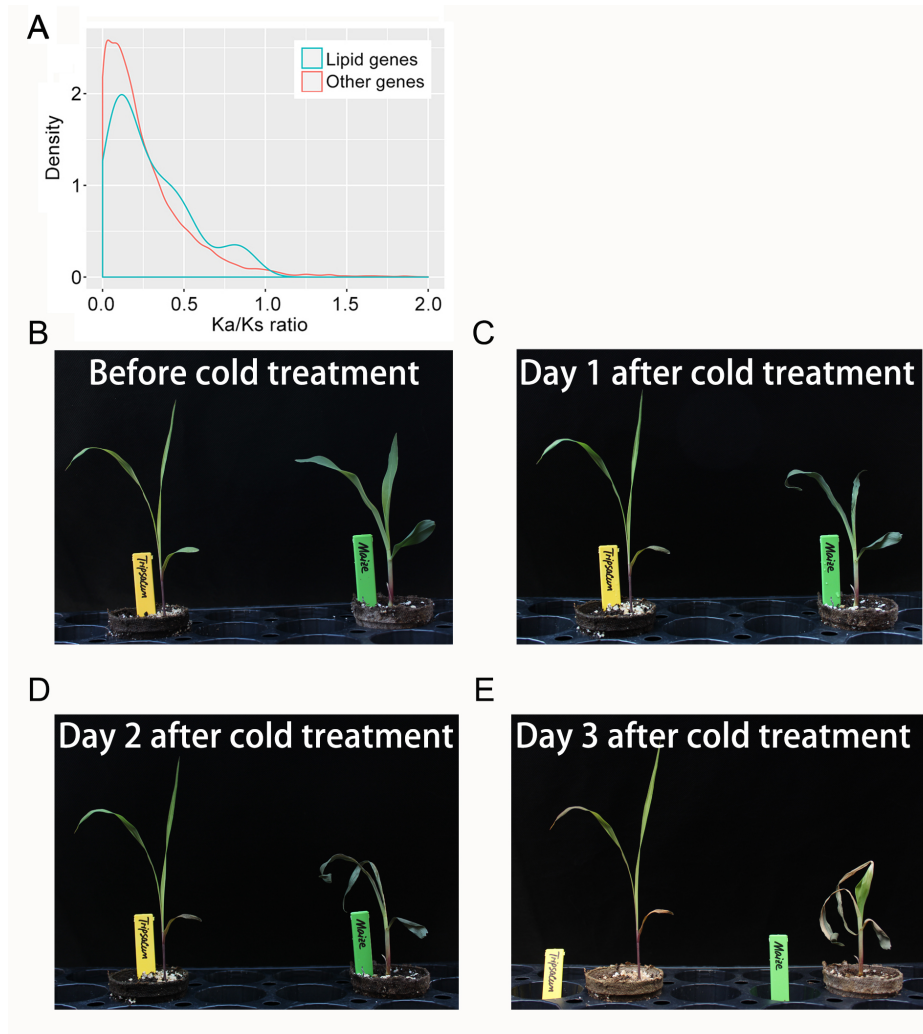 A
Lipid genes
Other genes
Density
2
1
0
0.0 0.5 1.0 1.5 2.0
Ka/Ks ratio
B
Before cold treatment
Tripsacum
Maize
C
Day 1 after cold treatment
Tripsacum
Maize
D
Day 2 after cold treatment
Tripsacum
Maize
E
Day 3 after cold treatment
Tripsacum
Maize